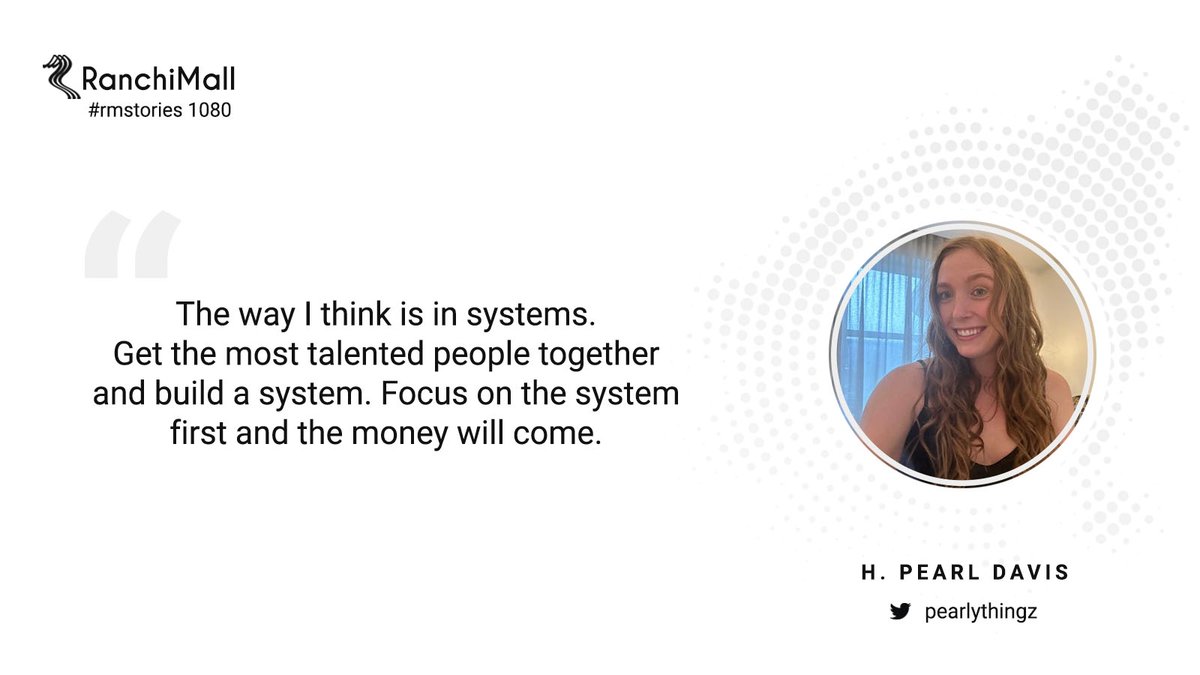 RanchiMall
#rmstories 1080
“
The way I think is in systems.
Get the most talented people together
and build a system. Focus on the system
first and the money will come.
H. PEARL DAVIS
pearlythingz